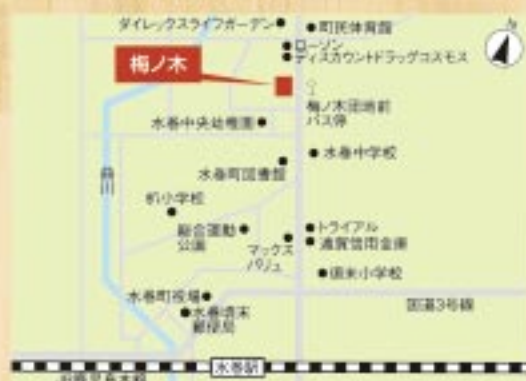 ダイレックスライフガーデン
町民体育館
ローソン
ディスカウントドラッグコスモス
梅ノ木
梅ノ木団地前
バス停
水巻中央幼稚園
水巻中学校
水巻町図書館
曲川
杁小学校
総合運動
公園
マックス
バリュ
トライアル
遠賀信用金庫
頃末小学校
水巻町役場
水巻頃末
郵便局
国道3号線
水巻駅